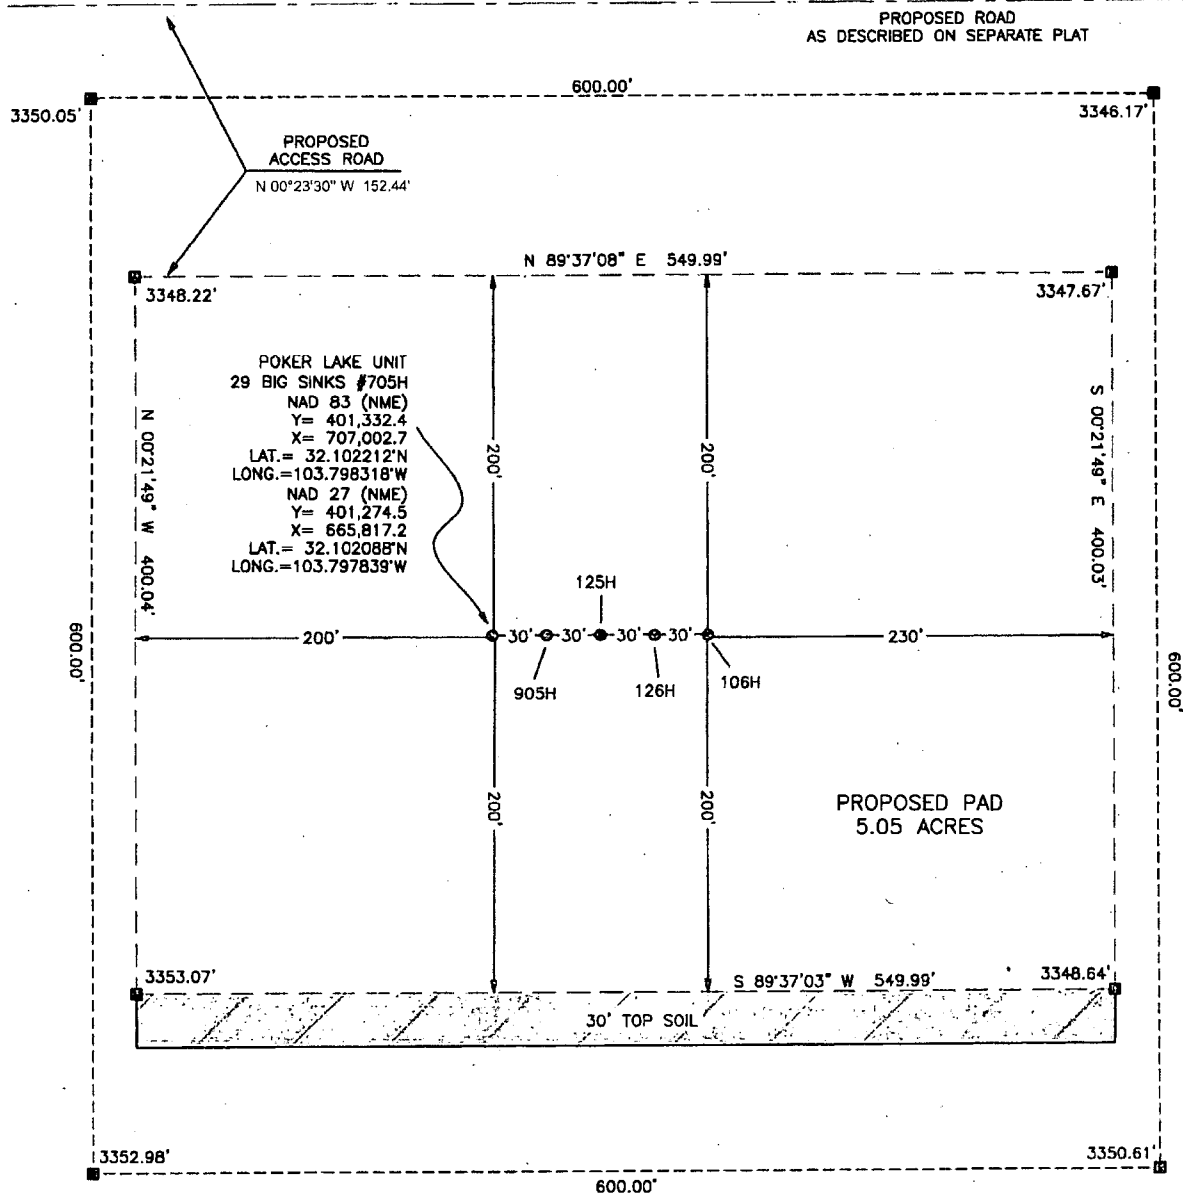 PROPOSED ROAD
AS DESCRIBED ON SEPARATE PLAT
600.00'
3350.05'
3346.17'
PROPOSED
ACCESS ROAD
N 00°23'30" W 152.44'
N 89°37'08" E 549.99'
3348.22'
3347.67'
POKER LAKE UNIT
29 BIG SINKS #705H
NAD 83 (NME)
Y= 401,332.4
X= 707,002.7
LAT.= 32.102212°N
LONG.=103.798318°W
NAD 27 (NME)
Y= 401,274.5
X= 665,817.2
LAT.= 32.102088°N
LONG.=103.797839°W
N 00°21'49" W 400.04'
S 00°21'49" E 400.03'
200'
200'
125H
200'
30'
30'
30'
30'
230'
905H
126H
106H
600.00'
600.00'
200'
200'
PROPOSED PAD
5.05 ACRES
3353.07'
S 89°37'03" W 549.99'
3348.64'
30' TOP SOIL
3352.98'
3350.61'
600.00'